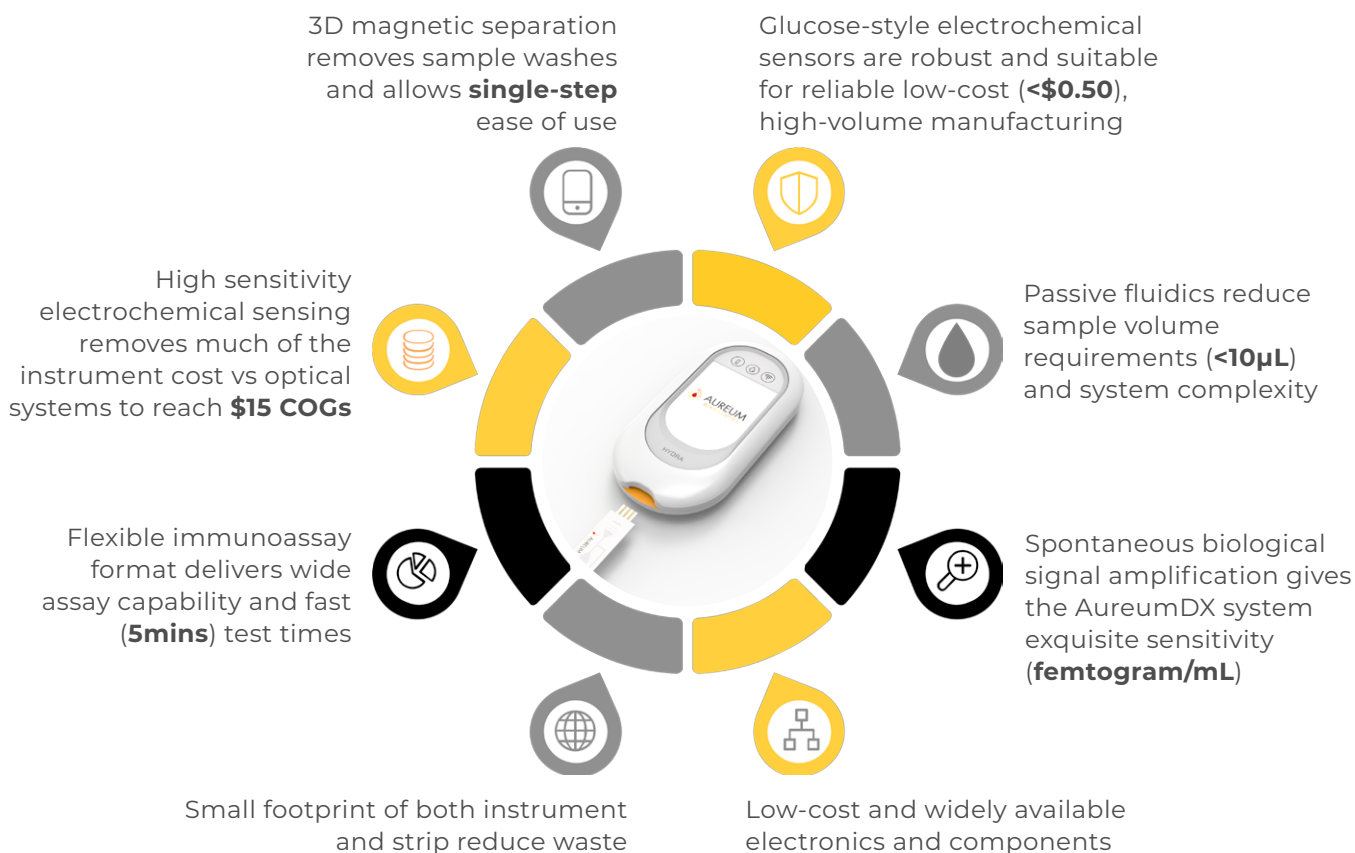 3D magnetic separation
removes sample washes
and allows single-step
ease of use
Glucose-style electrochemical
sensors are robust and suitable
for reliable low-cost (<$0.50),
high-volume manufacturing
High sensitivity
electrochemical sensing
removes much of the
instrument cost vs optical
systems to reach $15 COGs
Passive fluidics reduce
sample volume
requirements (<10µL)
and system complexity
AUREUM
HYDRA
Flexible immunoassay
format delivers wide
assay capability and fast
(5mins) test times
Spontaneous biological
signal amplification gives
the AureumDX system
exquisite sensitivity
(femtogram/mL)
Small footprint of both instrument
and strip reduce waste
Low-cost and widely available
electronics and components